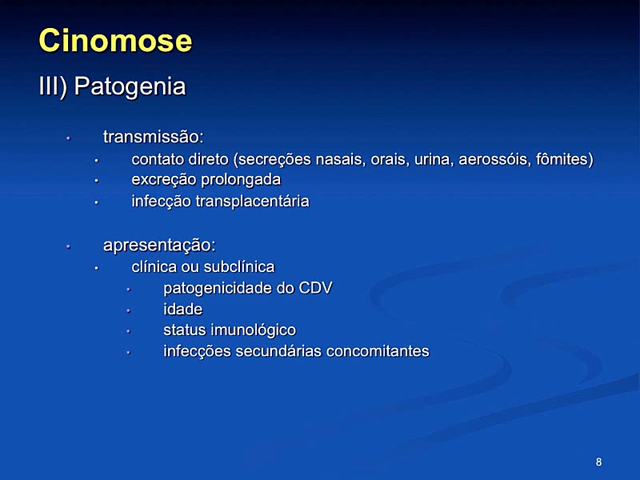 Cinomose
III) Patogenia
• transmissão:
• contato direto (secreções nasais, orais, urina, aerossóis, fômites)
• excreção prolongada
• infecção transplacentária
• apresentação:
• clínica ou subclínica
• patogenicidade do CDV
• idade
• status imunológico
• infecções secundárias concomitantes
8